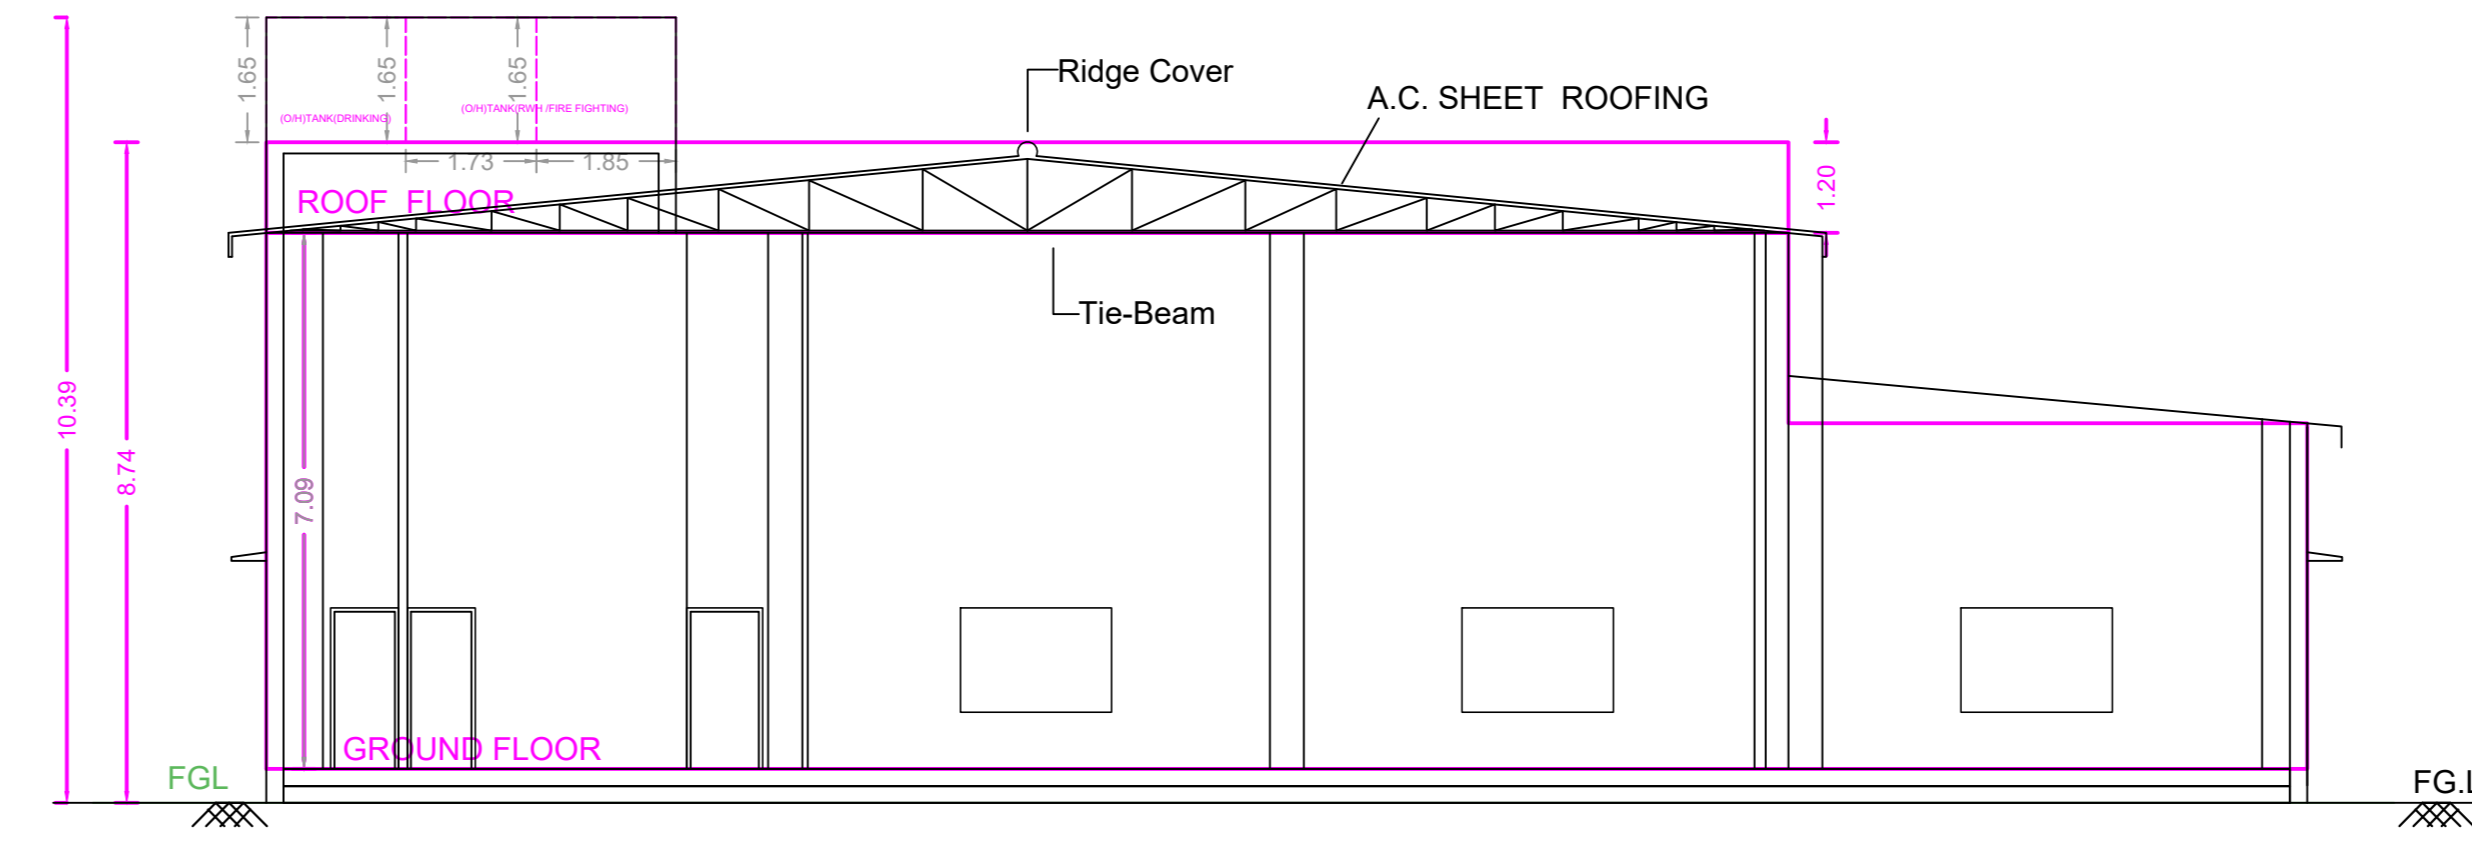 1.65
1.65
1.65
(O/H)TANK(DRINKING)
(O/H)TANK(RWH /FIRE FIGHTING)
Ridge Cover
A.C. SHEET ROOFING
1.73
1.85
1.20
ROOF FLOOR
Tie-Beam
10.39
8.74
7.09
GROUND FLOOR
FGL
FG.L